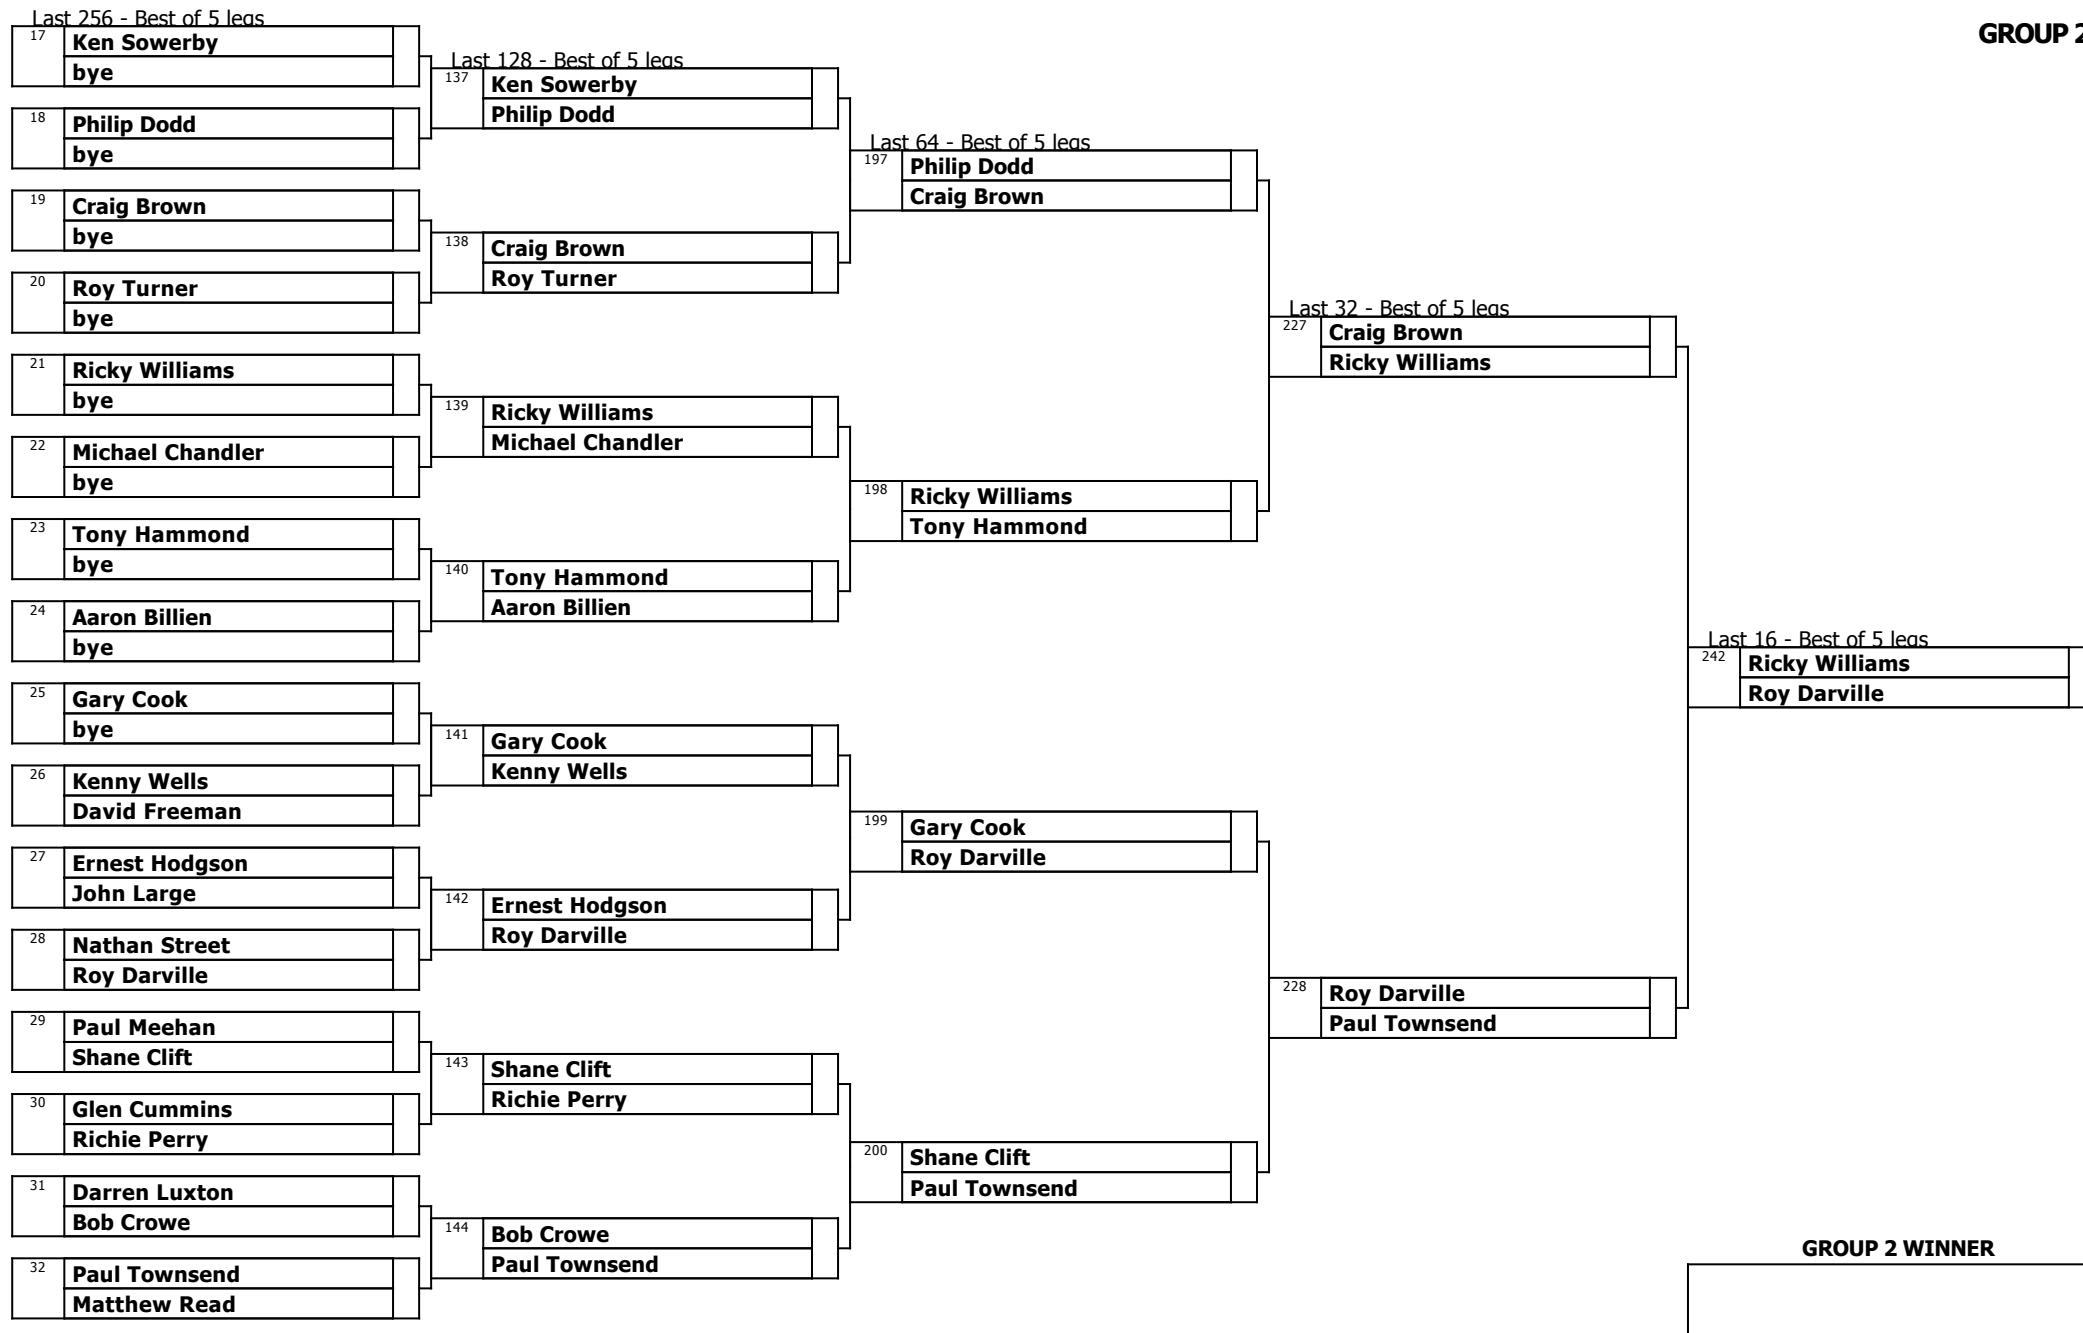 Last 256 - Best of 5 legs
17 Ken Sowerby
bye
18 Philip Dodd
bye
19 Craig Brown
bye
20 Roy Turner
bye
21 Ricky Williams
bye
22 Michael Chandler
bye
23 Tony Hammond
bye
24 Aaron Billien
bye
25 Gary Cook
bye
26 Kenny Wells
David Freeman
27 Ernest Hodgson
John Large
28 Nathan Street
Roy Darville
29 Paul Meehan
Shane Clift
30 Glen Cummins
Richie Perry
31 Darren Luxton
Bob Crowe
32 Paul Townsend
Matthew Read
Last 128 - Best of 5 legs
137 Ken Sowerby
Philip Dodd
138 Craig Brown
Roy Turner
139 Ricky Williams
Michael Chandler
140 Tony Hammond
Aaron Billien
141 Gary Cook
Kenny Wells
142 Ernest Hodgson
Roy Darville
143 Shane Clift
Richie Perry
144 Bob Crowe
Paul Townsend
Last 64 - Best of 5 legs
197 Philip Dodd
Craig Brown
198 Ricky Williams
Tony Hammond
199 Gary Cook
Roy Darville
200 Shane Clift
Paul Townsend
Last 32 - Best of 5 legs
227 Craig Brown
Ricky Williams
228 Roy Darville
Paul Townsend
GROUP 2
Last 16 - Best of 5 legs
242 Ricky Williams
Roy Darville
GROUP 2 WINNER